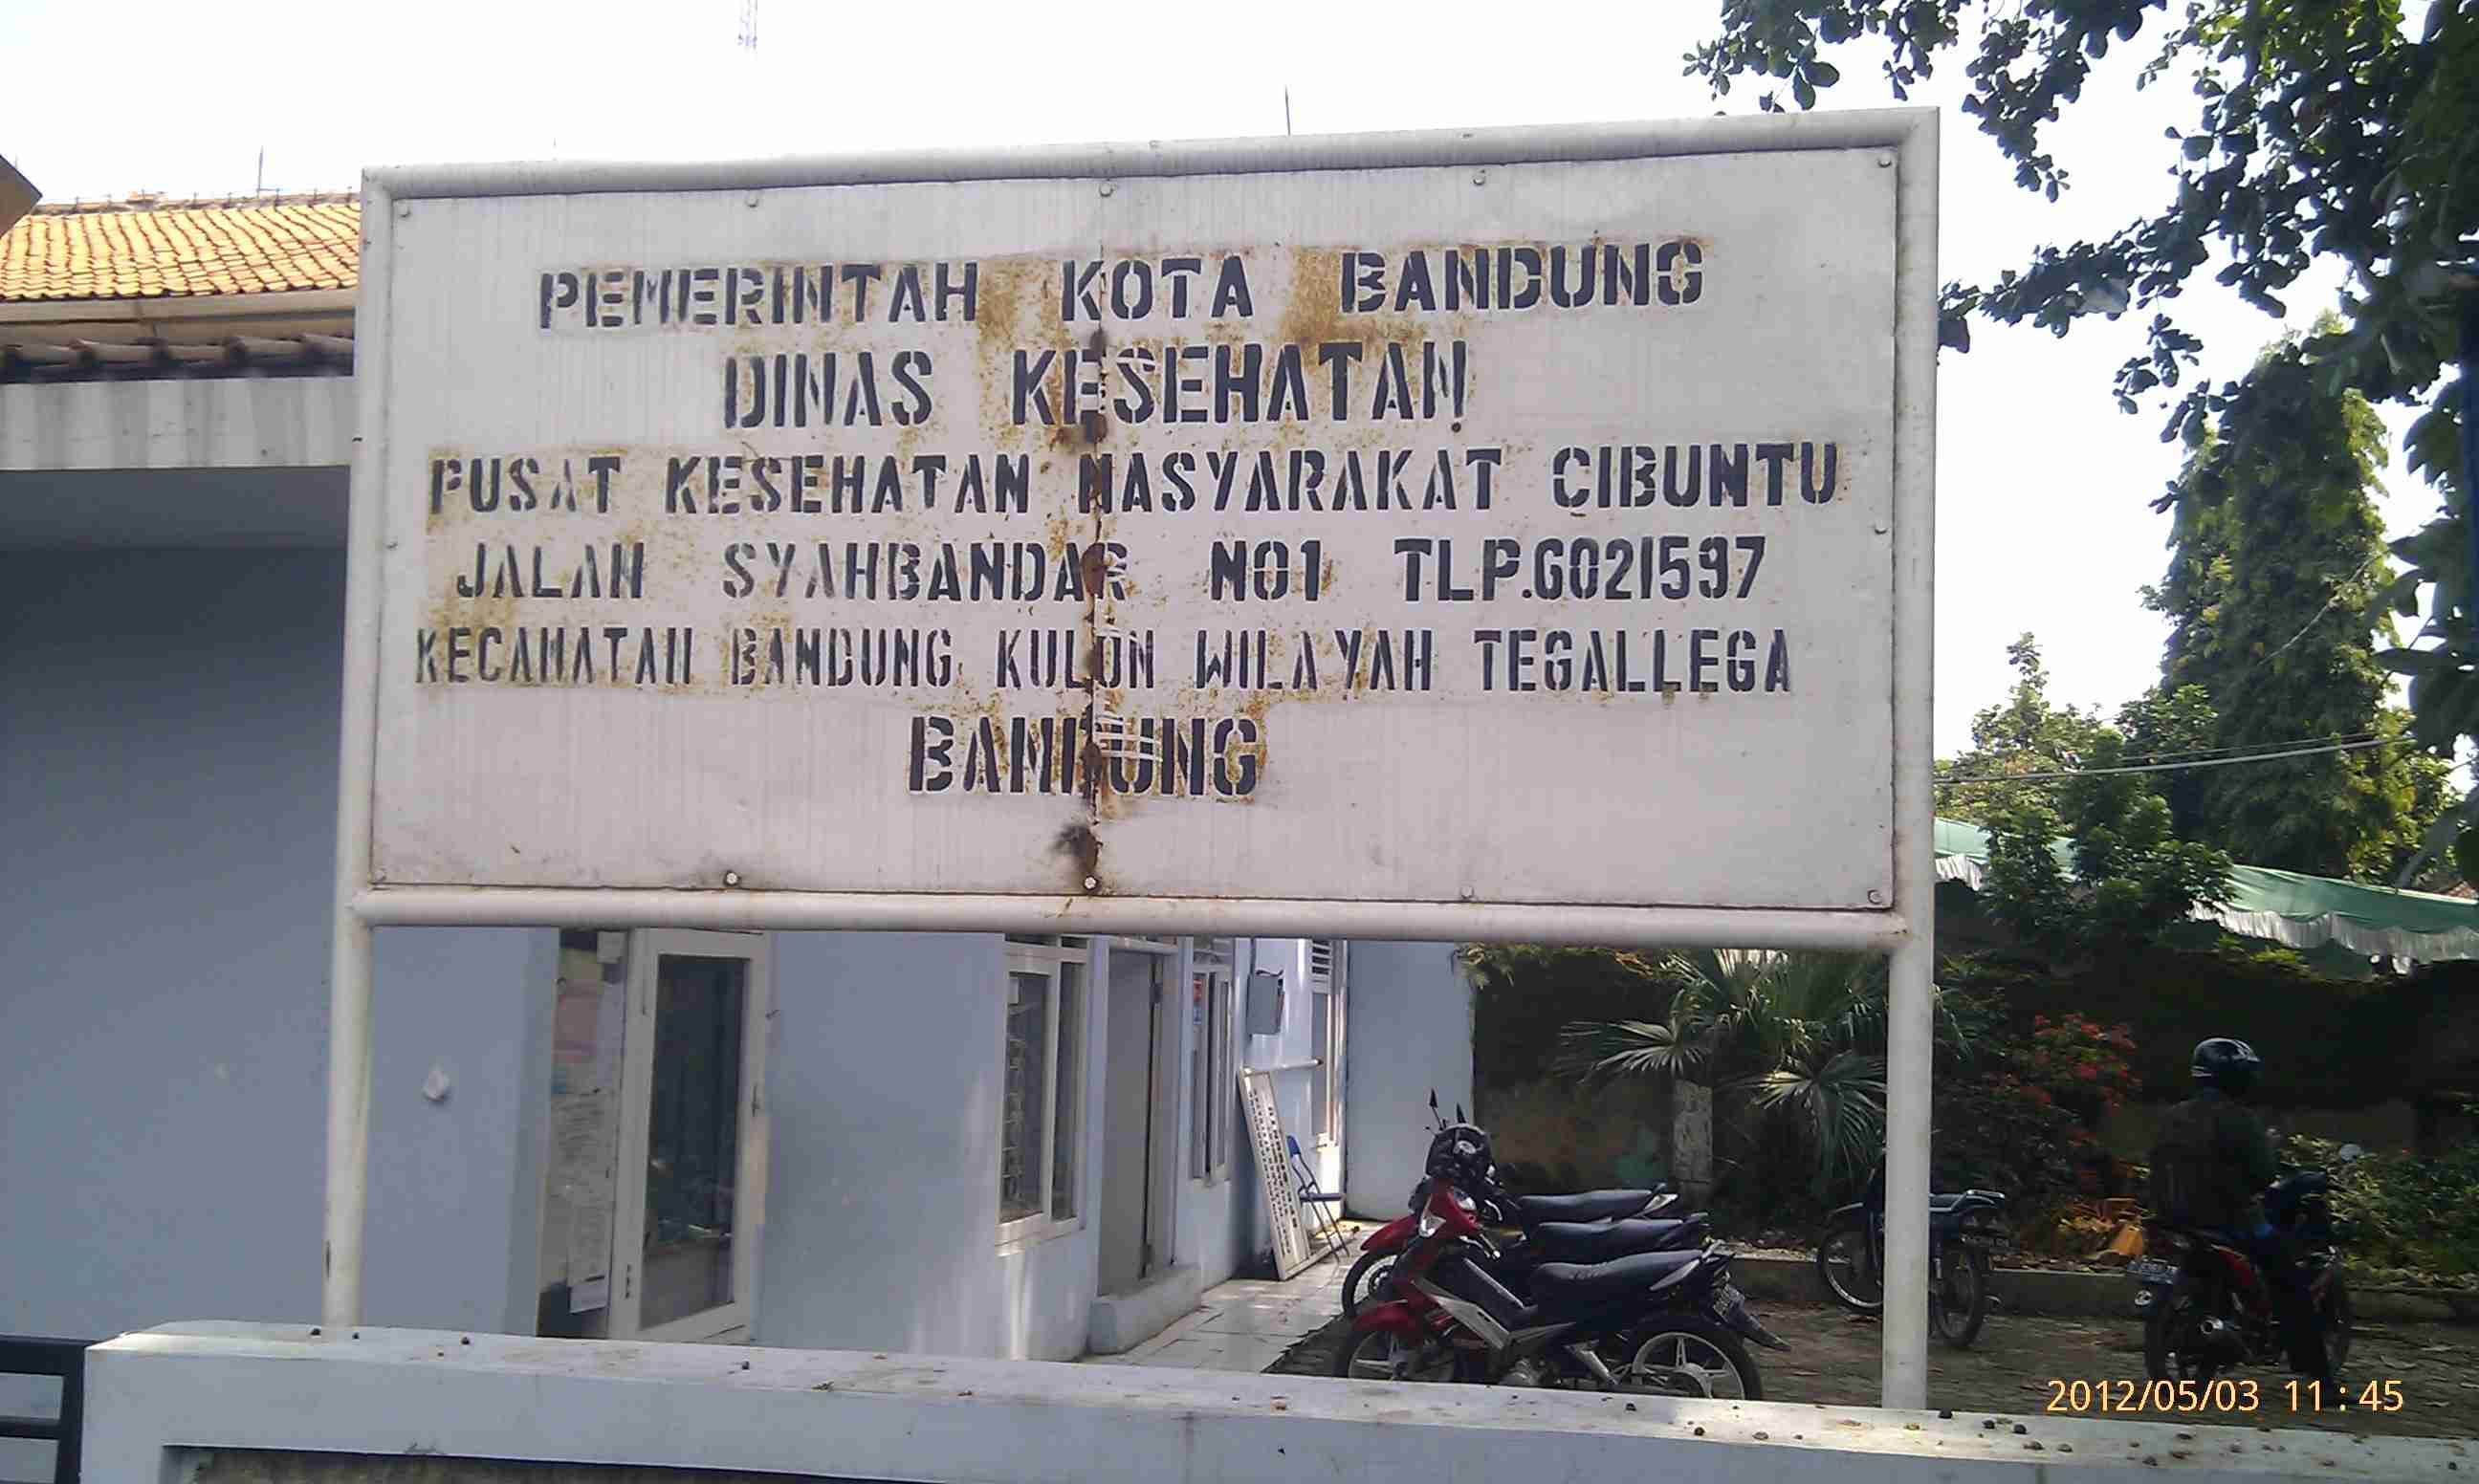 PEMERINTAH KOTA BANDUNG
DINAS KESEHATAN
PUSAT KESEHATAN MASYARAKAT CIBUNTU
JALAN SYAHBANDAR NO1 TLP.6021597
KECAMATAN BANDUNG KULON WILAYAH TEGALLEGA
BANDUNG
2012/05/03 11:45